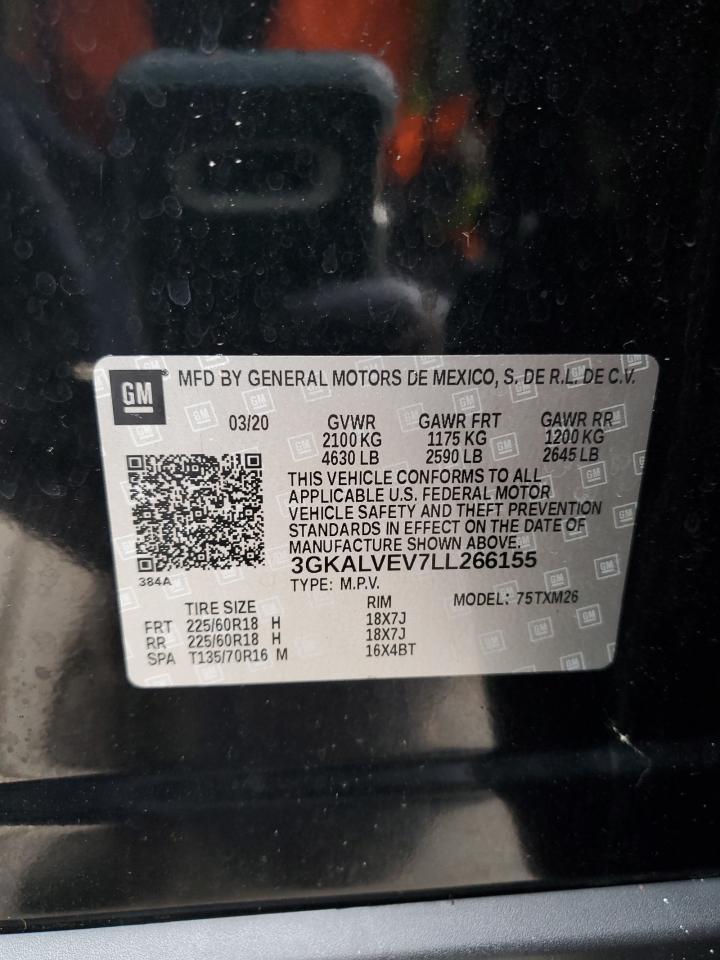 GM MFD BY GENERAL MOTORS DE MEXICO, S. DE R.L. DE C.V.
03/20 GVWR GAWR FRT GAWR RR
2100 KG 1175 KG 1200 KG
4630 LB 2590 LB 2645 LB
THIS VEHICLE CONFORMS TO ALL
APPLICABLE U.S. FEDERAL MOTOR
VEHICLE SAFETY AND THEFT PREVENTION
STANDARDS IN EFFECT ON THE DATE OF
MANUFACTURE SHOWN ABOVE.
3GKALVEV7LL266155
384A
TYPE: M.P.V.
TIRE SIZE RIM MODEL: 75TXM26
FRT 225/60R18 H 18X7J
RR 225/60R18 H 18X7J
SPA T135/70R16 M 16X4BT